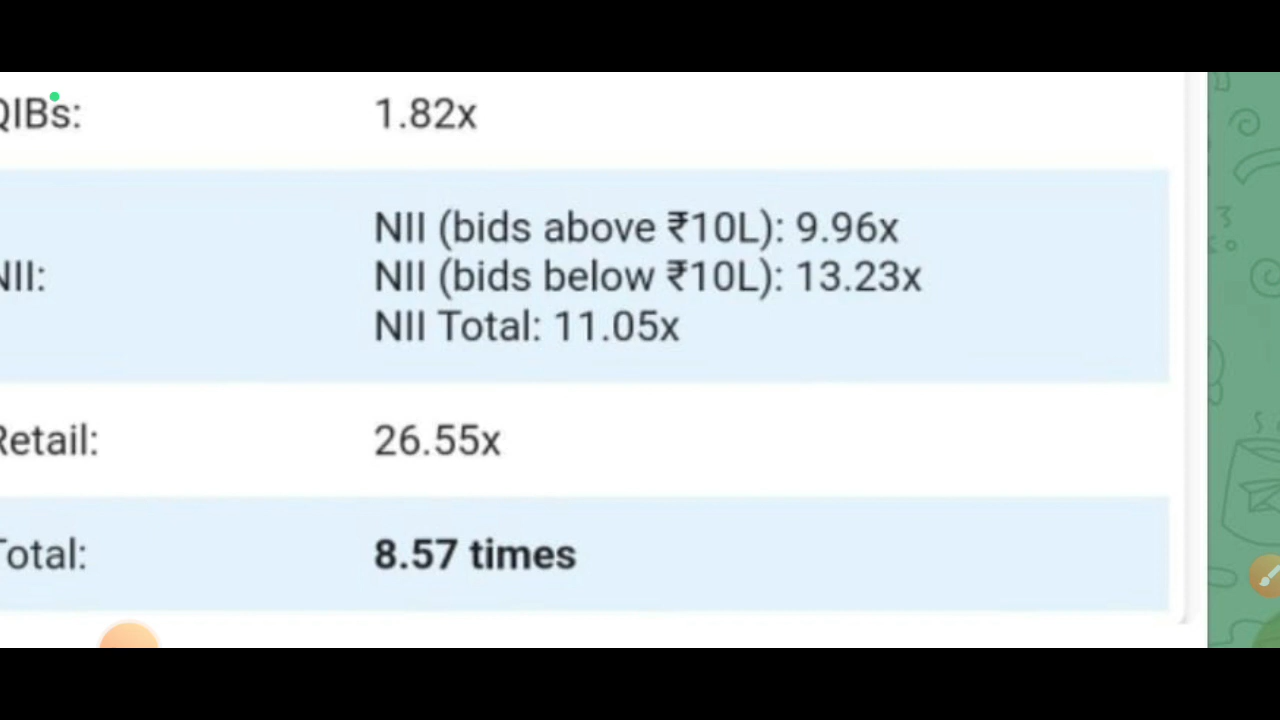 QIBs: 1.82x
NII (bids above ₹10L): 9.96x
NII: NII (bids below ₹10L): 13.23x
NII Total: 11.05x
Retail: 26.55x
Total: 8.57 times